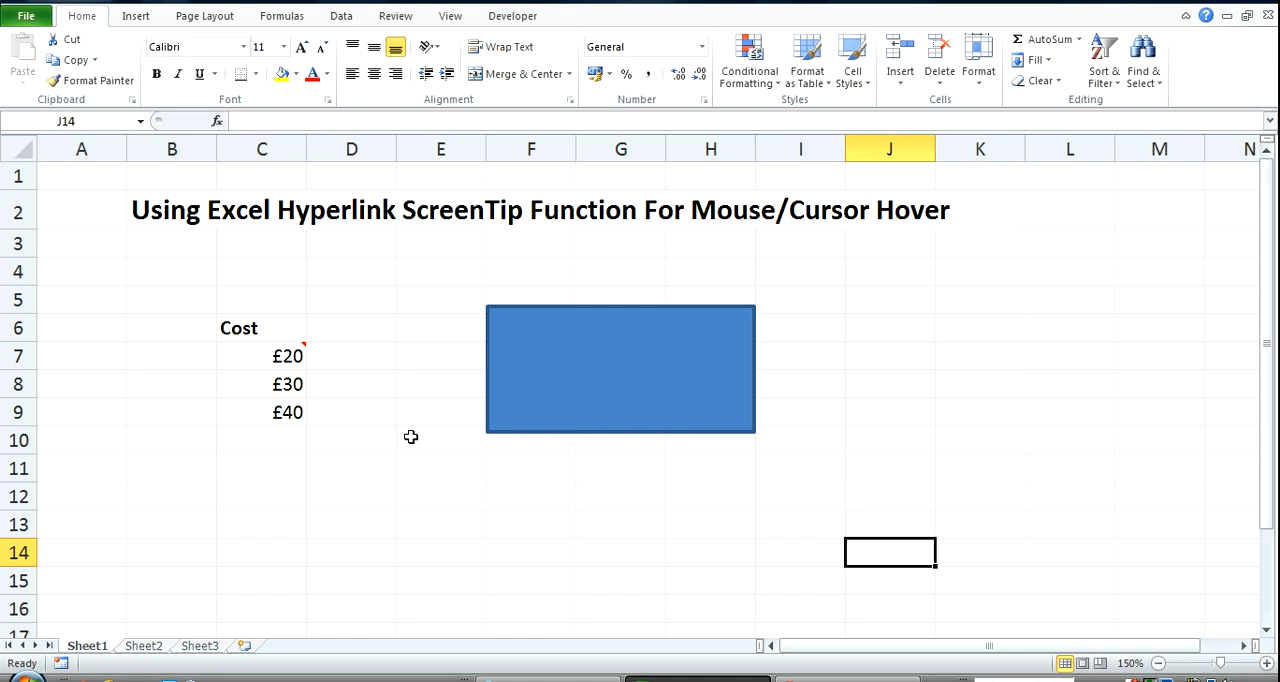 File Home Insert Page Layout Formulas Data Review View Developer
Cut
Copy
Format Painter
Paste
Clipboard
Calibri 11 A A
B I U A
Font
Wrap Text
Merge & Center
Alignment
General
% ,
Number
Conditional Formatting
Format as Table
Cell Styles
Styles
Insert
Delete
Format
Cells
Σ AutoSum
Fill
Clear
Sort & Filter
Find & Select
Editing
J14 fx
A B C D E F G H I J K L M N
1
2 Using Excel Hyperlink ScreenTip Function For Mouse/Cursor Hover
3
4
5
6 Cost
7 £20
8 £30
9 £40
10
11
12
13
14
15
16
17
Sheet1 Sheet2 Sheet3
Ready 150%